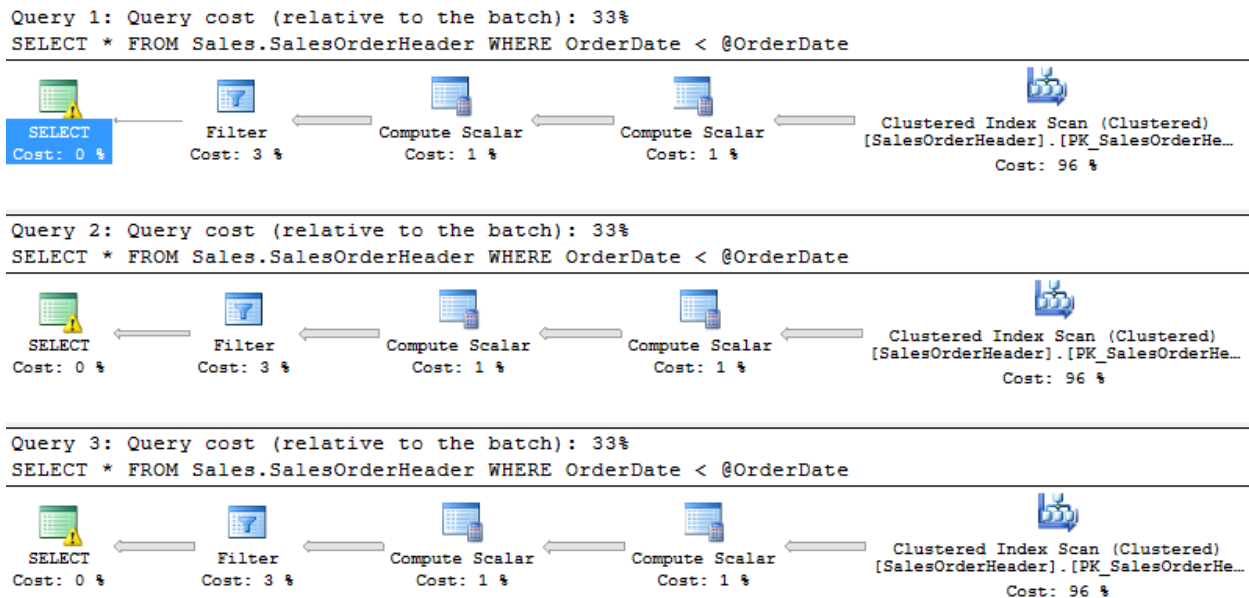 Query 1: Query cost (relative to the batch): 33%
SELECT * FROM Sales.SalesOrderHeader WHERE OrderDate < @OrderDate
SELECT
Cost: 0 %
Filter
Cost: 3 %
Compute Scalar
Cost: 1 %
Compute Scalar
Cost: 1 %
Clustered Index Scan (Clustered)
[SalesOrderHeader].[PK_SalesOrderHe…
Cost: 96 %
Query 2: Query cost (relative to the batch): 33%
SELECT * FROM Sales.SalesOrderHeader WHERE OrderDate < @OrderDate
SELECT
Cost: 0 %
Filter
Cost: 3 %
Compute Scalar
Cost: 1 %
Compute Scalar
Cost: 1 %
Clustered Index Scan (Clustered)
[SalesOrderHeader].[PK_SalesOrderHe…
Cost: 96 %
Query 3: Query cost (relative to the batch): 33%
SELECT * FROM Sales.SalesOrderHeader WHERE OrderDate < @OrderDate
SELECT
Cost: 0 %
Filter
Cost: 3 %
Compute Scalar
Cost: 1 %
Compute Scalar
Cost: 1 %
Clustered Index Scan (Clustered)
[SalesOrderHeader].[PK_SalesOrderHe…
Cost: 96 %